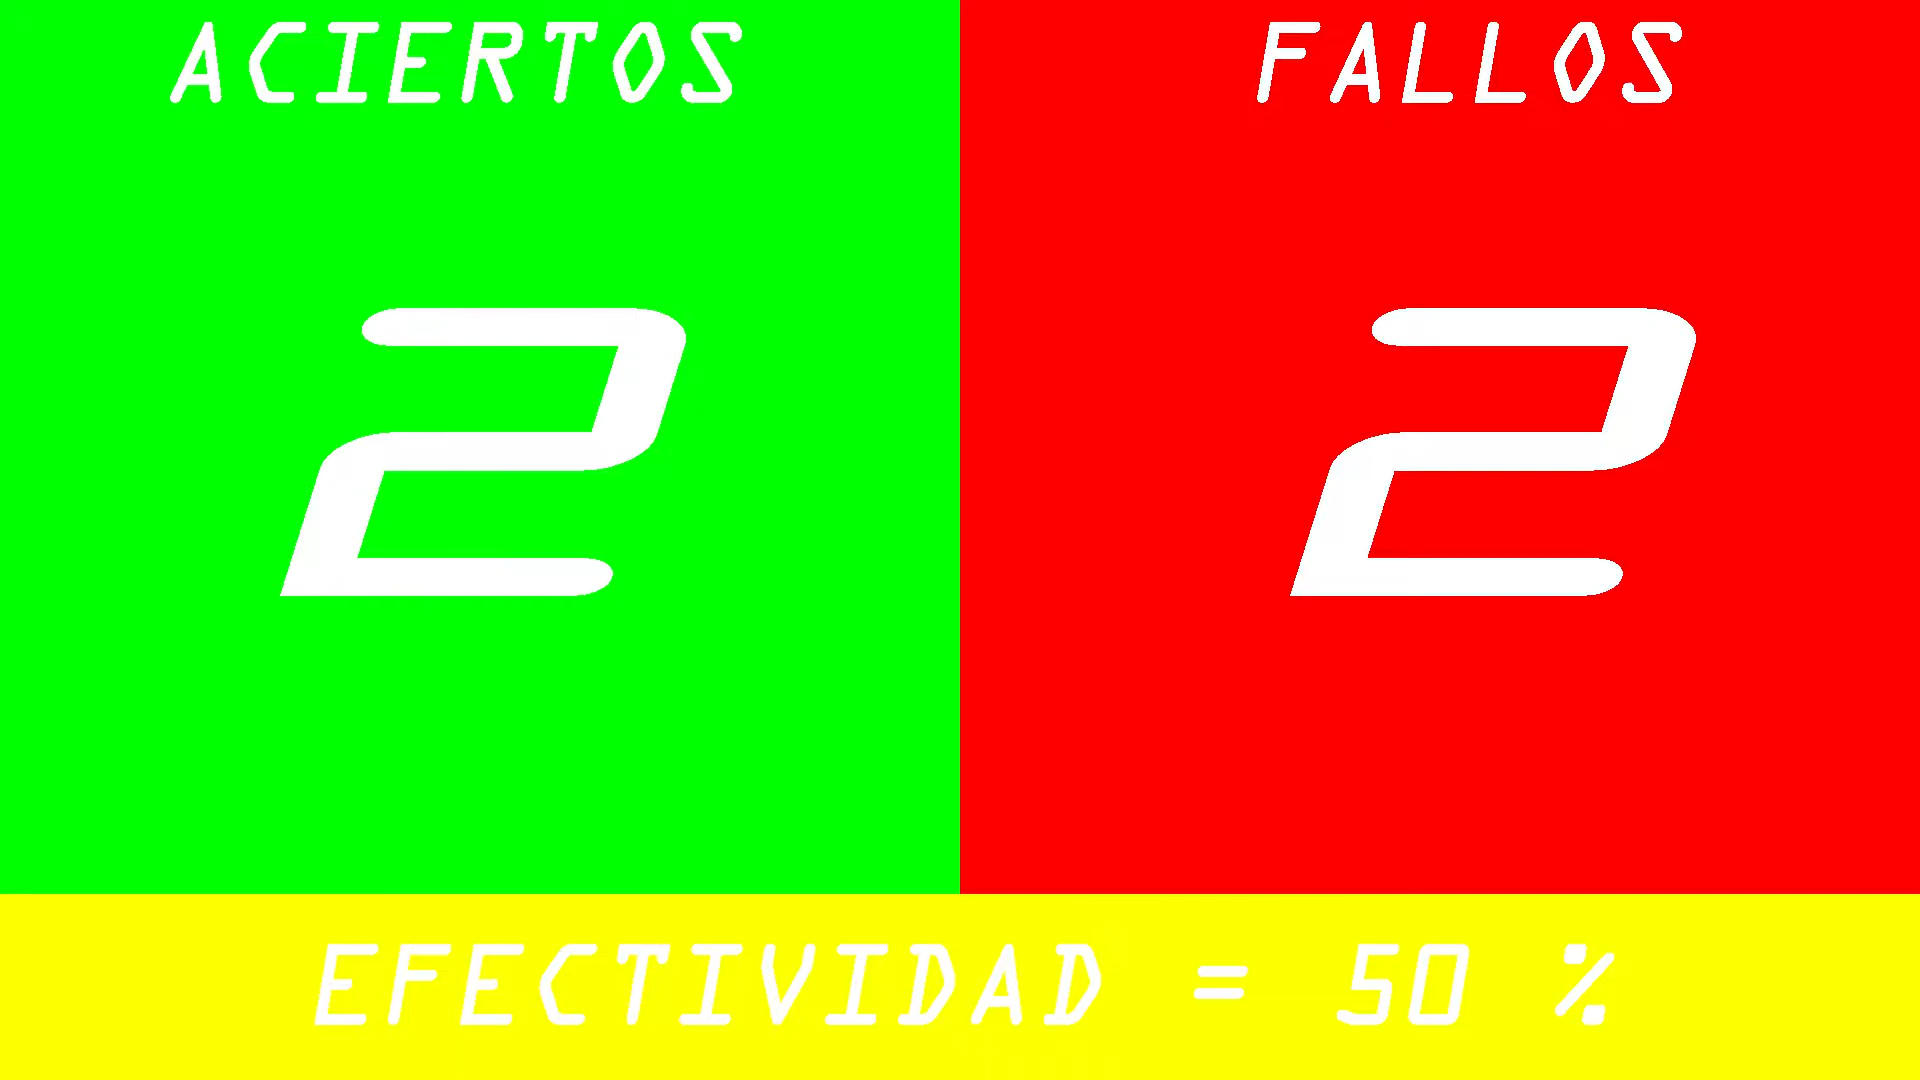 ACIERTOS
FALLOS
2
2
EFECTIVIDAD = 50 %